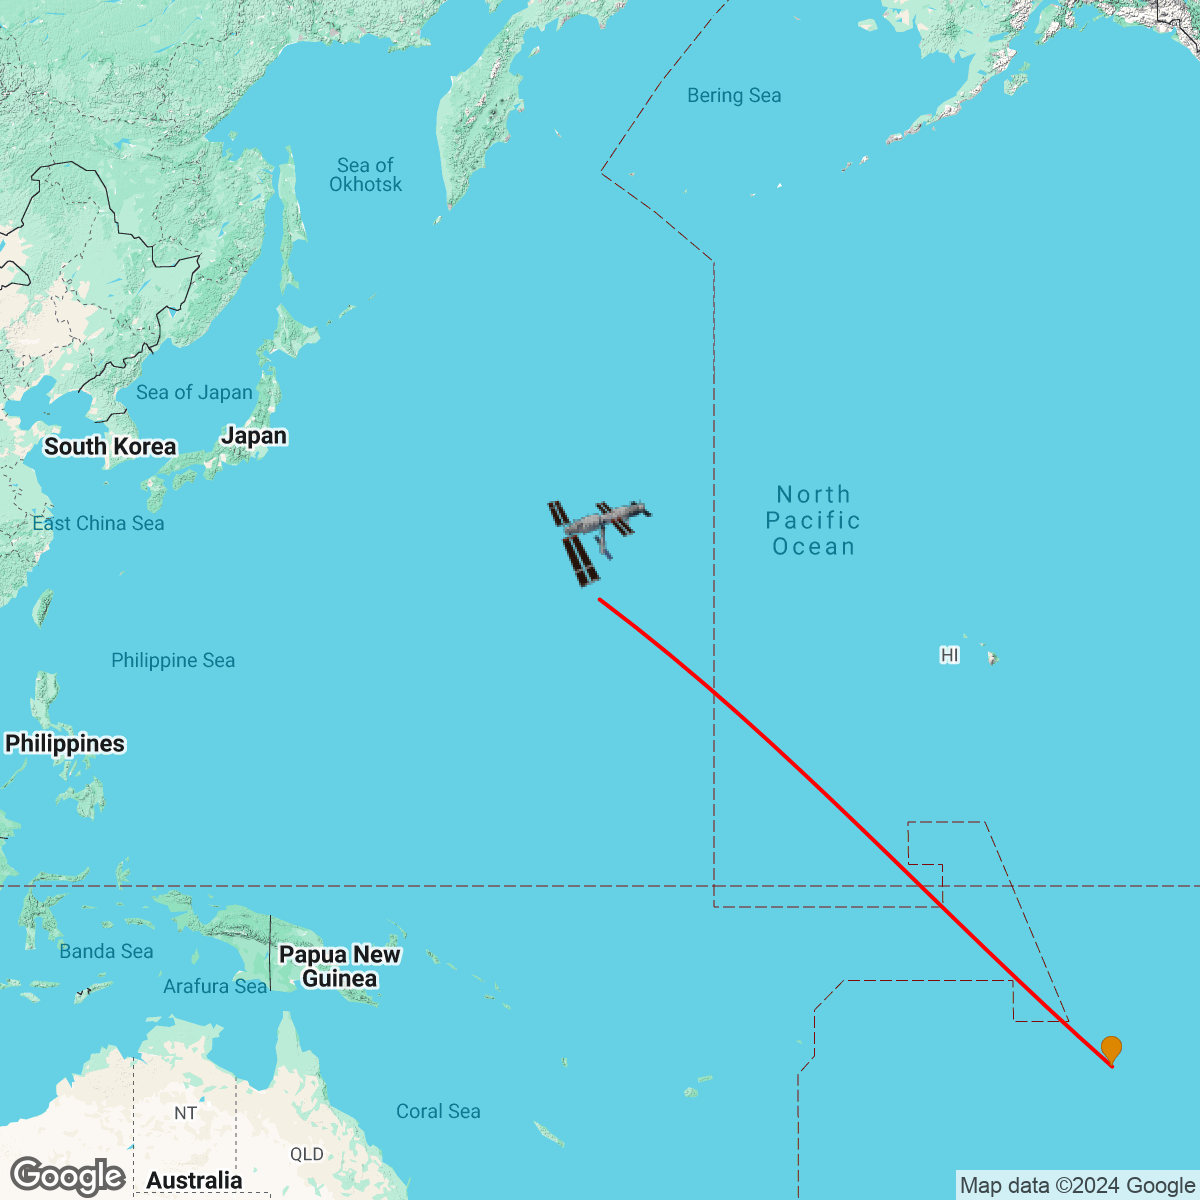 Bering Sea
Sea of
Okhotsk
Sea of Japan
Japan
South Korea
North
Pacific
Ocean
East China Sea
HI
Philippine Sea
Philippines
Papua New
Guinea
Banda Sea
Arafura Sea
Coral Sea
NT
QLD
Australia
Google
Map data ©2024 Google